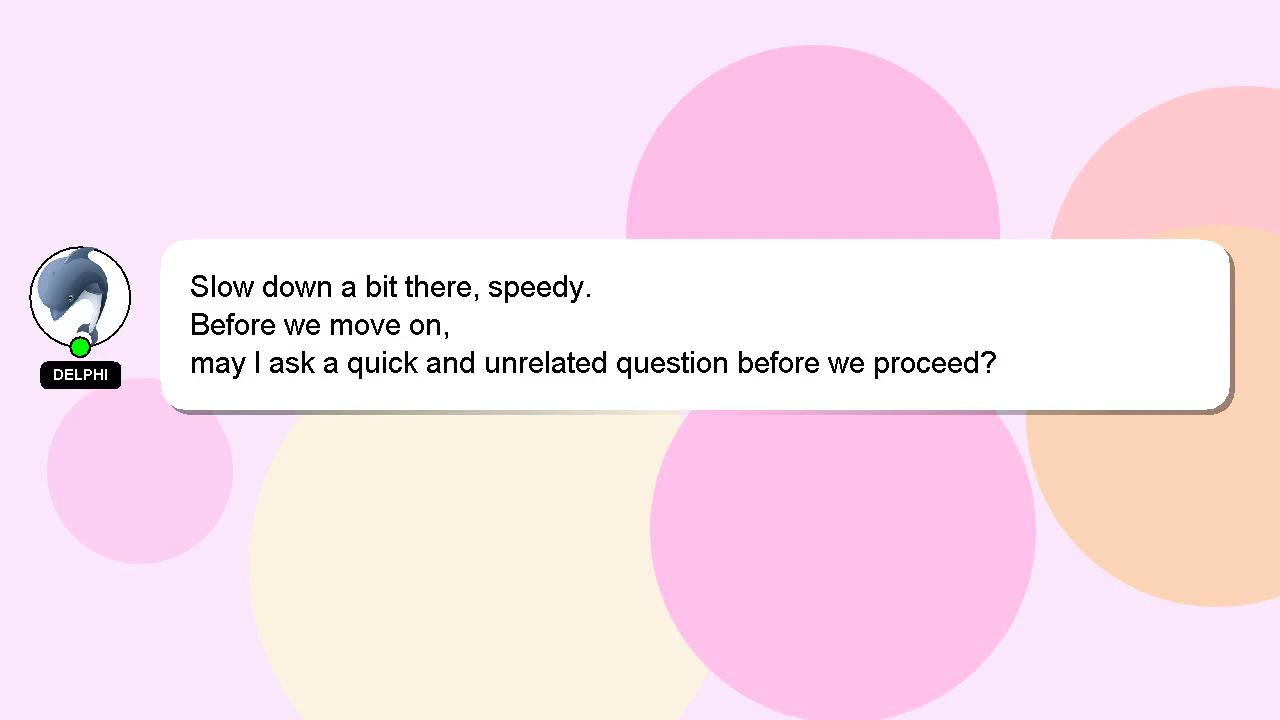 Slow down a bit there, speedy.
Before we move on,
may I ask a quick and unrelated question before we proceed?
DELPHI